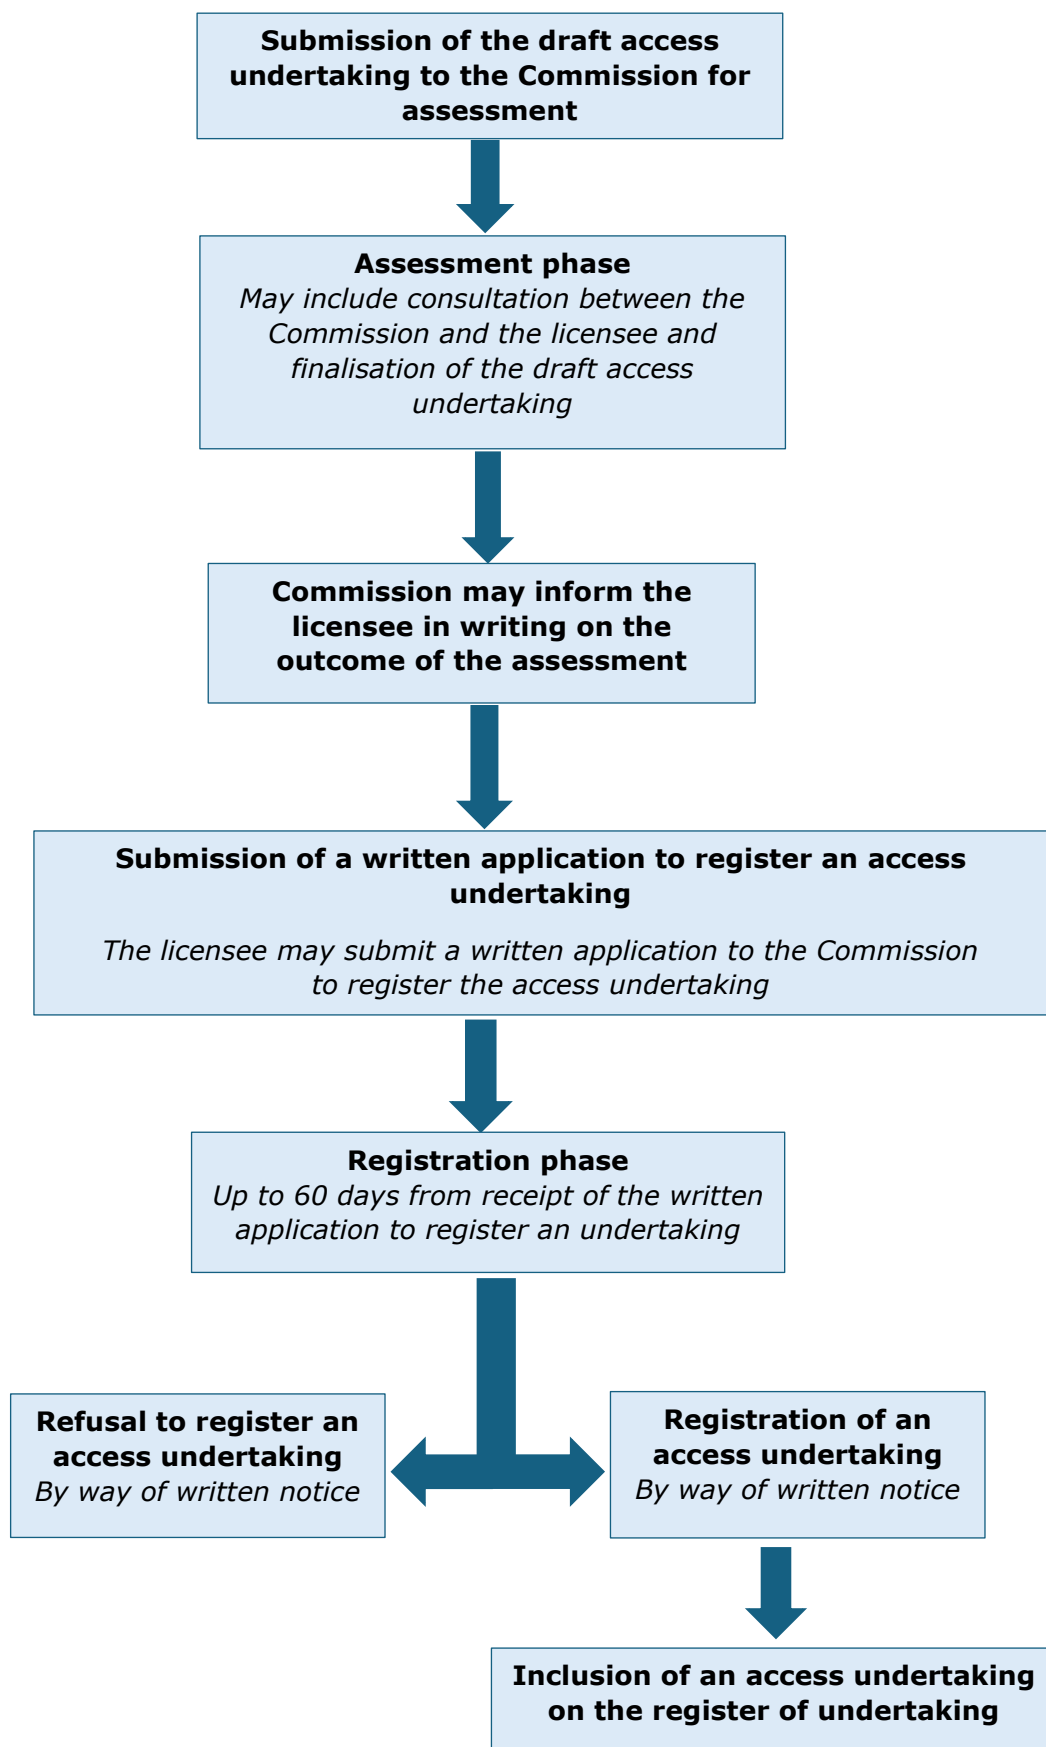 Submission of the draft access
undertaking to the Commission for
assessment
Assessment phase
May include consultation between the
Commission and the licensee and
finalisation of the draft access
undertaking
Commission may inform the
licensee in writing on the
outcome of the assessment
Submission of a written application to register an access
undertaking
The licensee may submit a written application to the Commission
to register the access undertaking
Registration phase
Up to 60 days from receipt of the written
application to register an undertaking
Refusal to register an
access undertaking
By way of written notice
Registration of an
access undertaking
By way of written notice
Inclusion of an access undertaking
on the register of undertaking